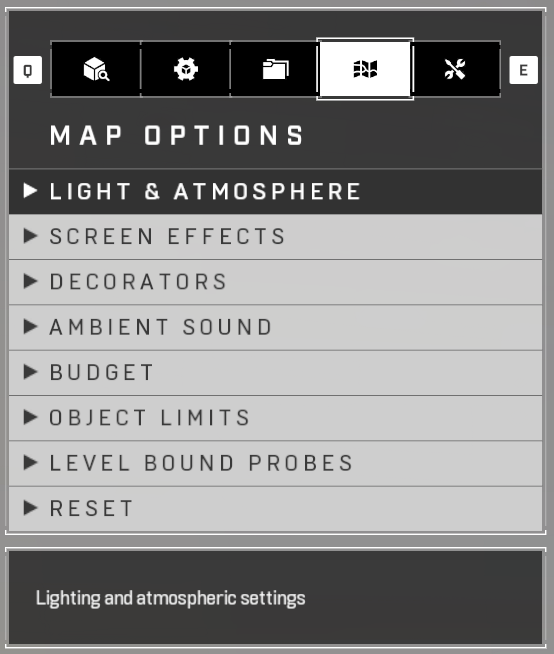 Q E
MAP OPTIONS
LIGHT & ATMOSPHERE
SCREEN EFFECTS
DECORATORS
AMBIENT SOUND
BUDGET
OBJECT LIMITS
LEVEL BOUND PROBES
RESET
Lighting and atmospheric settings